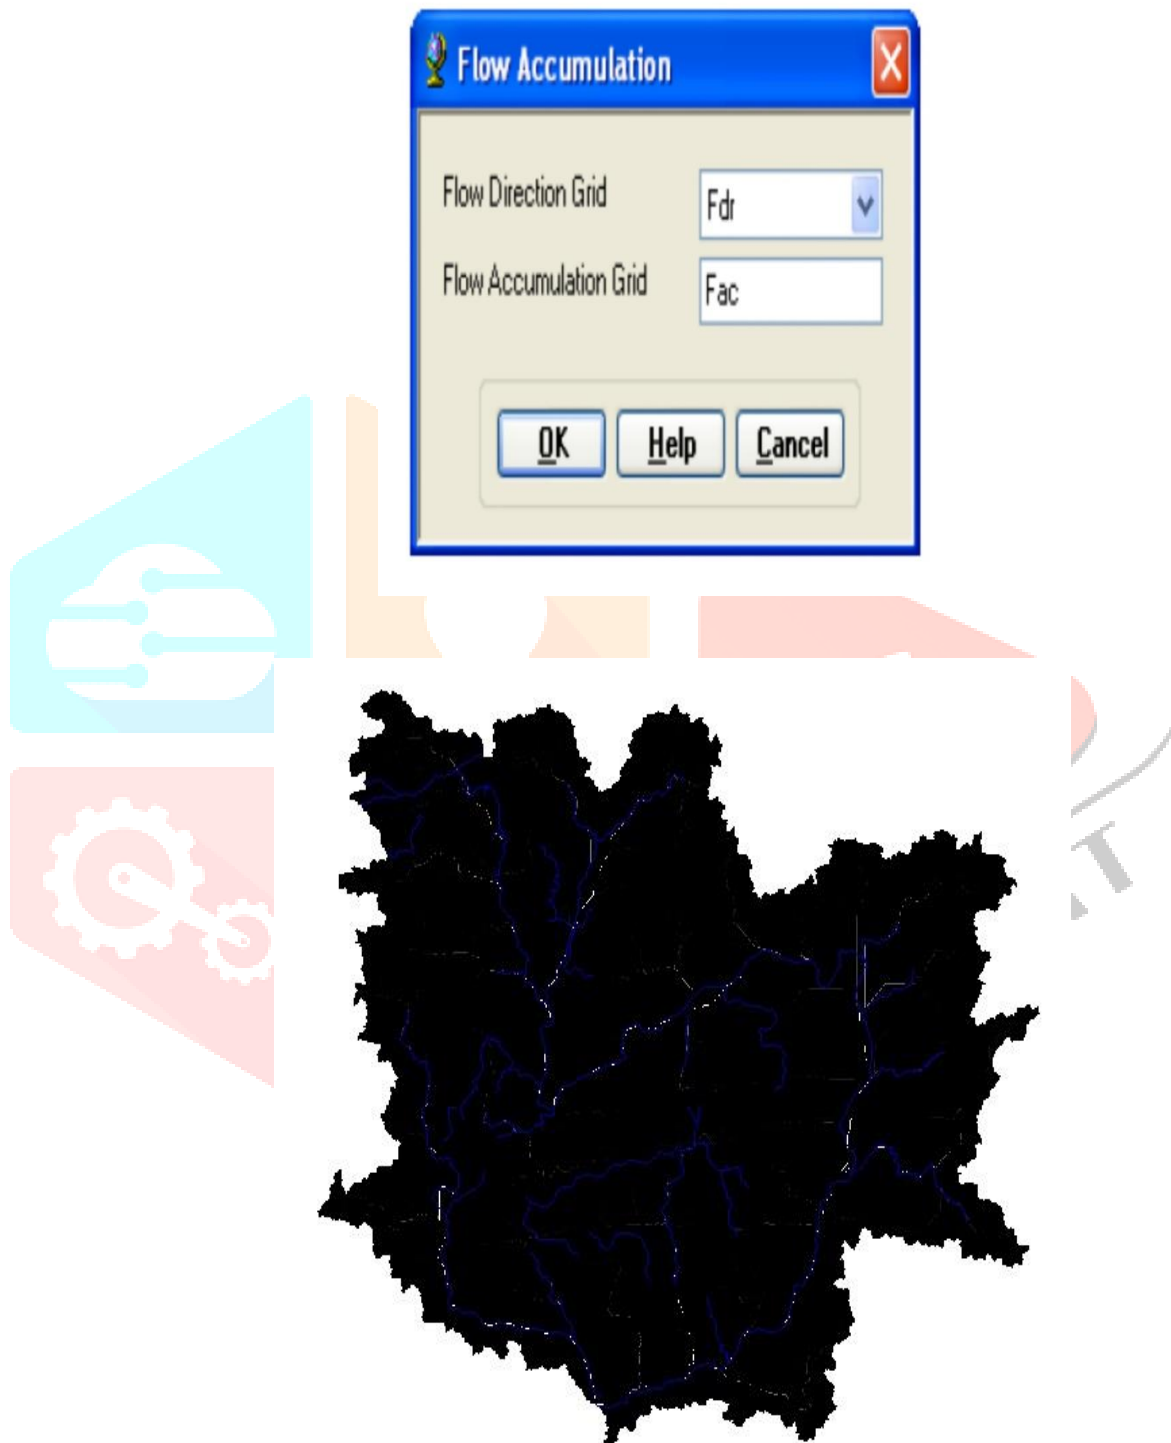 Flow Accumulation
Flow Direction Grid
Fdr
Flow Accumulation Grid
Fac
OK
Help
Cancel